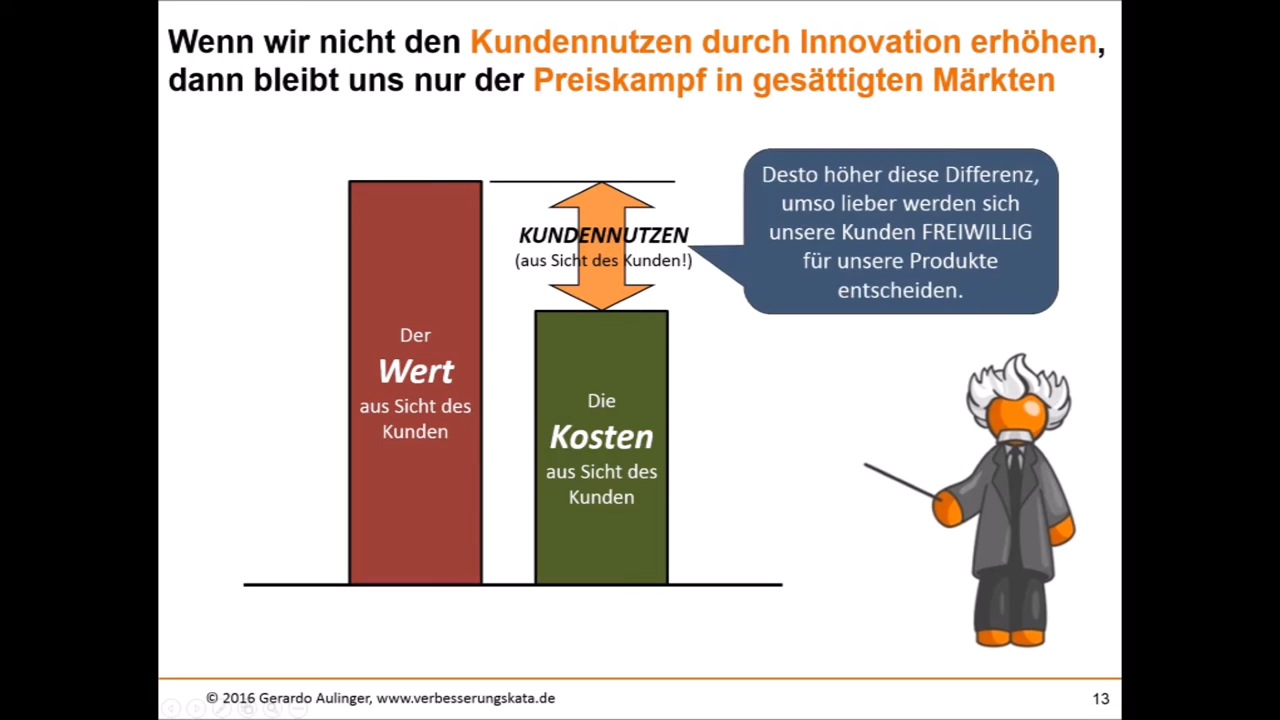 Wenn wir nicht den Kundennutzen durch Innovation erhöhen,
dann bleibt uns nur der Preiskampf in gesättigten Märkten
Desto höher diese Differenz,
umso lieber werden sich
unsere Kunden FREIWILLIG
für unsere Produkte
entscheiden.
KUNDENNUTZEN
(aus Sicht des Kunden!)
Der
Wert
aus Sicht des
Kunden
Die
Kosten
aus Sicht des
Kunden
© 2016 Gerardo Aulinger, www.verbesserungskata.de
13